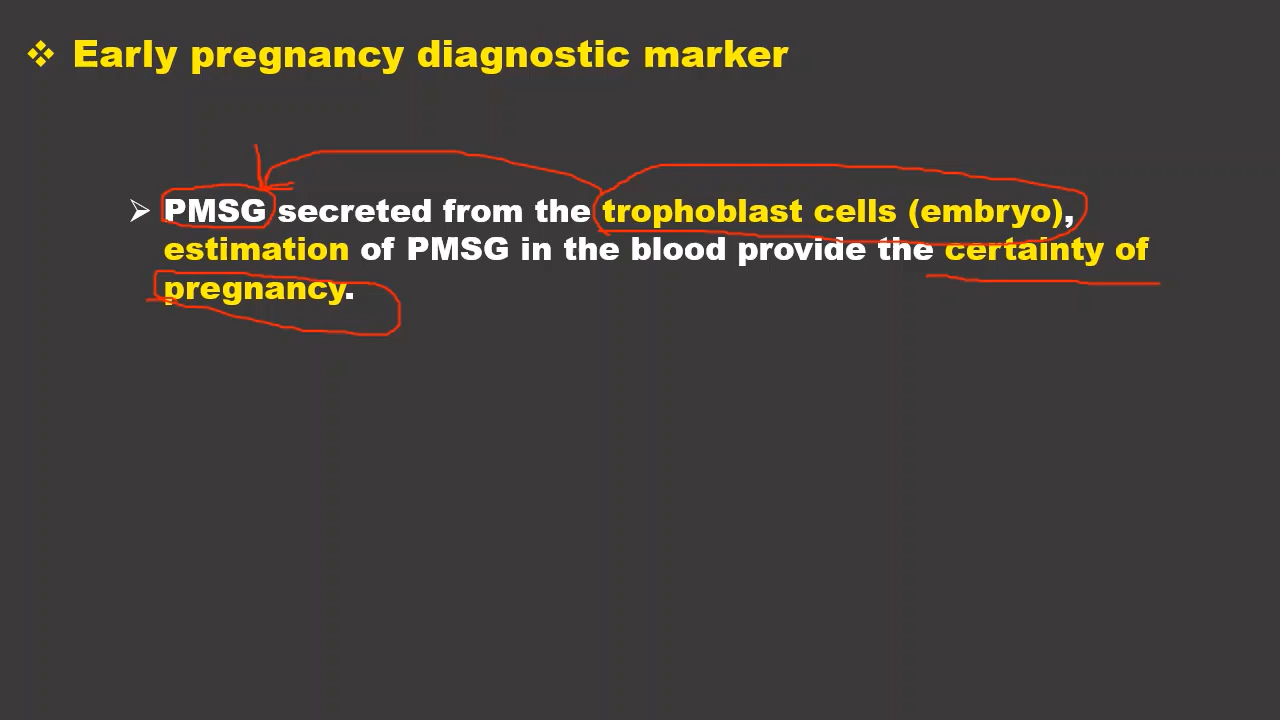 ❖ Early pregnancy diagnostic marker
➢ PMSG secreted from the trophoblast cells (embryo),
estimation of PMSG in the blood provide the certainty of
pregnancy.